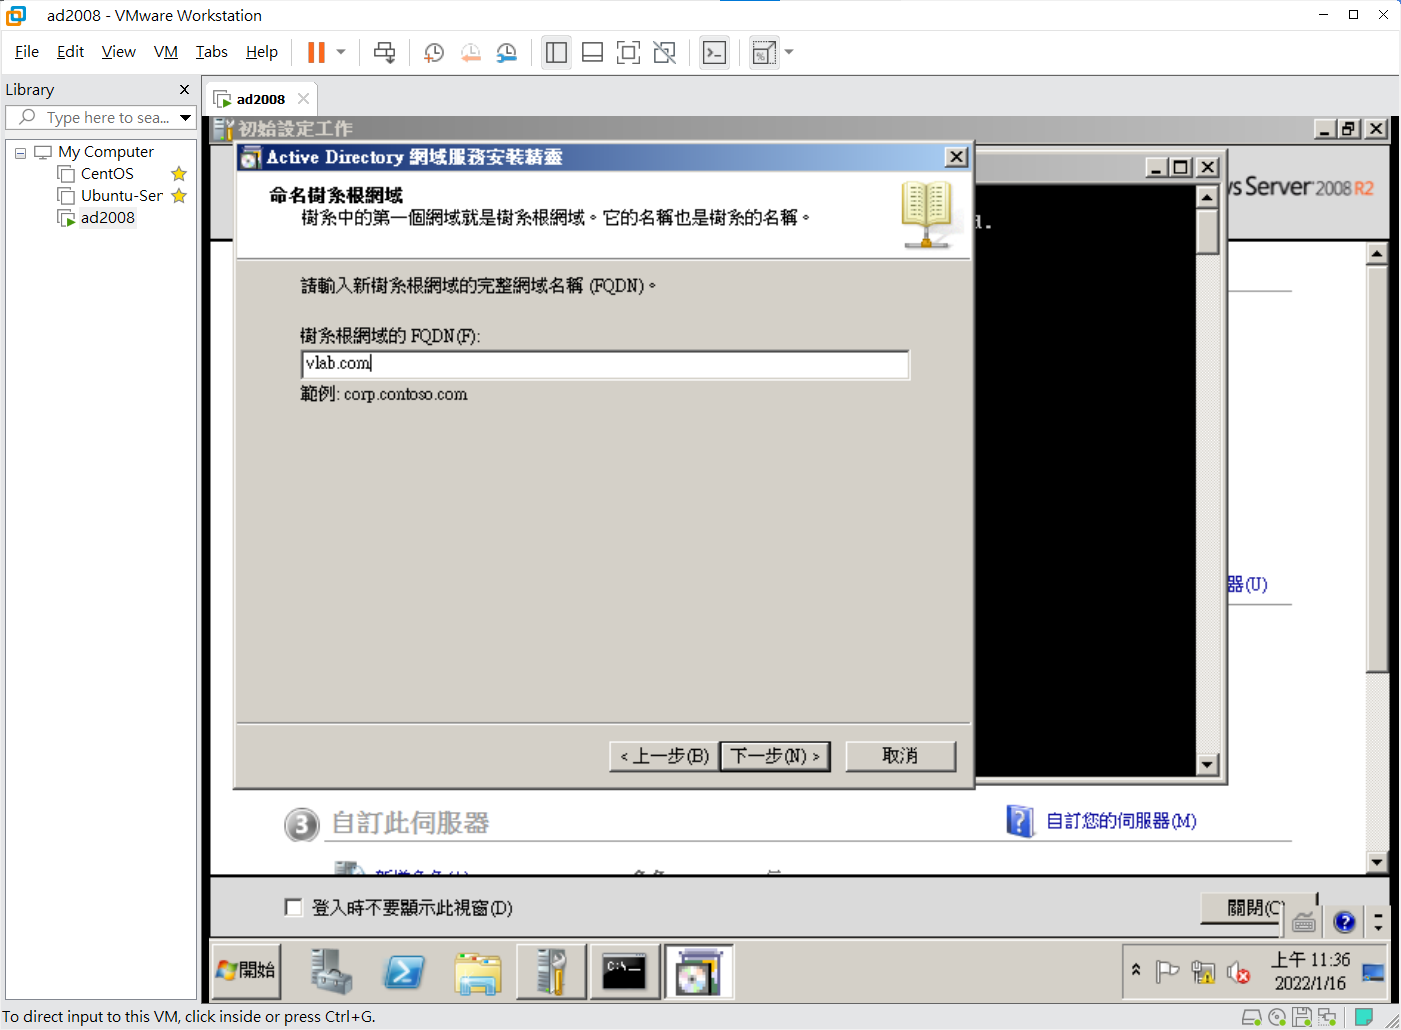 ad2008 - VMware Workstation
File Edit View VM Tabs Help
Library
Type here to sea...
My Computer
CentOS
Ubuntu-Ser
ad2008
ad2008
初始設定工作
Active Directory 網域服務安裝精靈
命名樹系根網域
樹系中的第一個網域就是樹系根網域。它的名稱也是樹系的名稱。
請輸入新樹系根網域的完整網域名稱 (FQDN)。
樹系根網域的 FQDN(F):
vlab.com
範例: corp.contoso.com
< 上一步(B)
下一步(N) >
取消
d.
s Server 2008 R2
器(U)
3 自訂此伺服器
自訂您的伺服器(M)
登入時不要顯示此視窗(D)
關閉(C)
開始
C:\_
上午 11:36
2022/1/16
To direct input to this VM, click inside or press Ctrl+G.